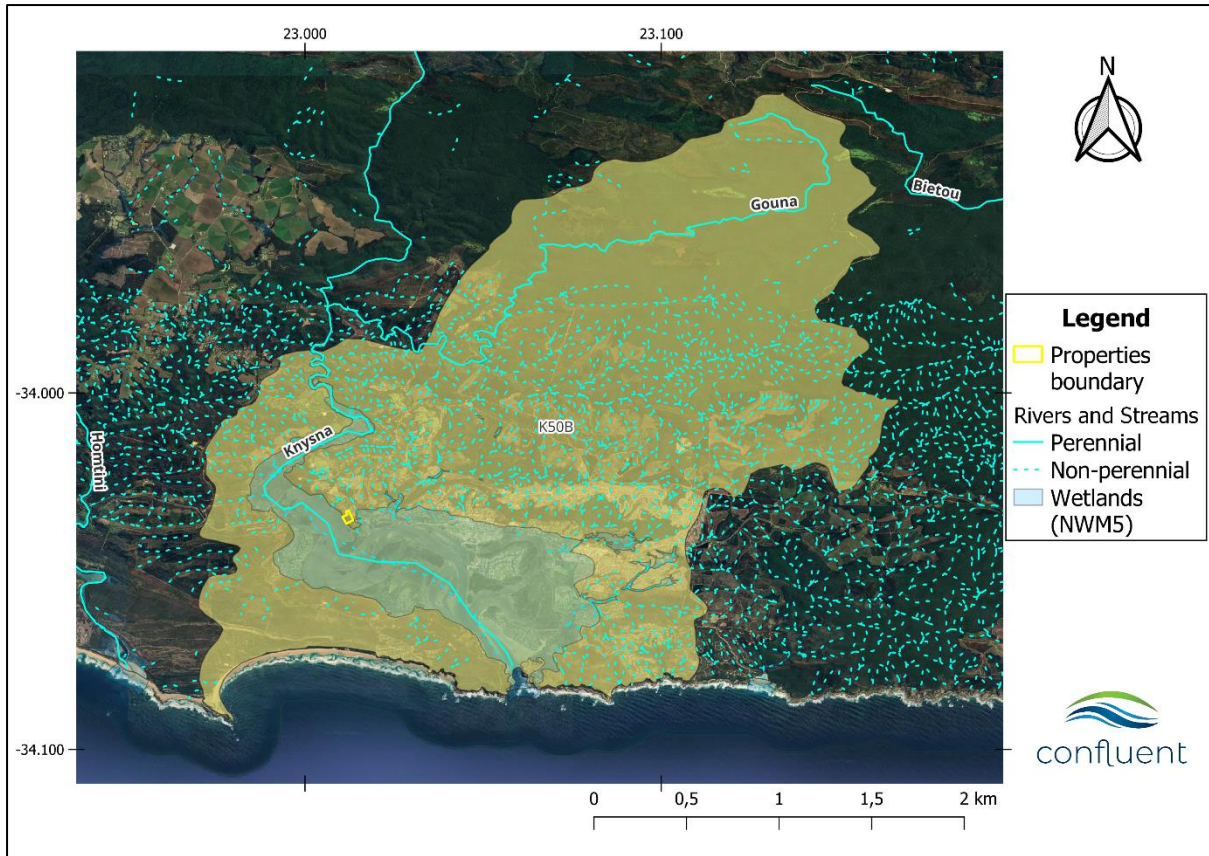 23.000
23.100
N
Bietou
Gouna
-34.000
K50B
Knysna
Homtini
Legend
Properties
boundary
Rivers and Streams
Perennial
Non-perennial
Wetlands
(NWM5)
-34.100
confluent
0 0,5 1 1,5 2 km